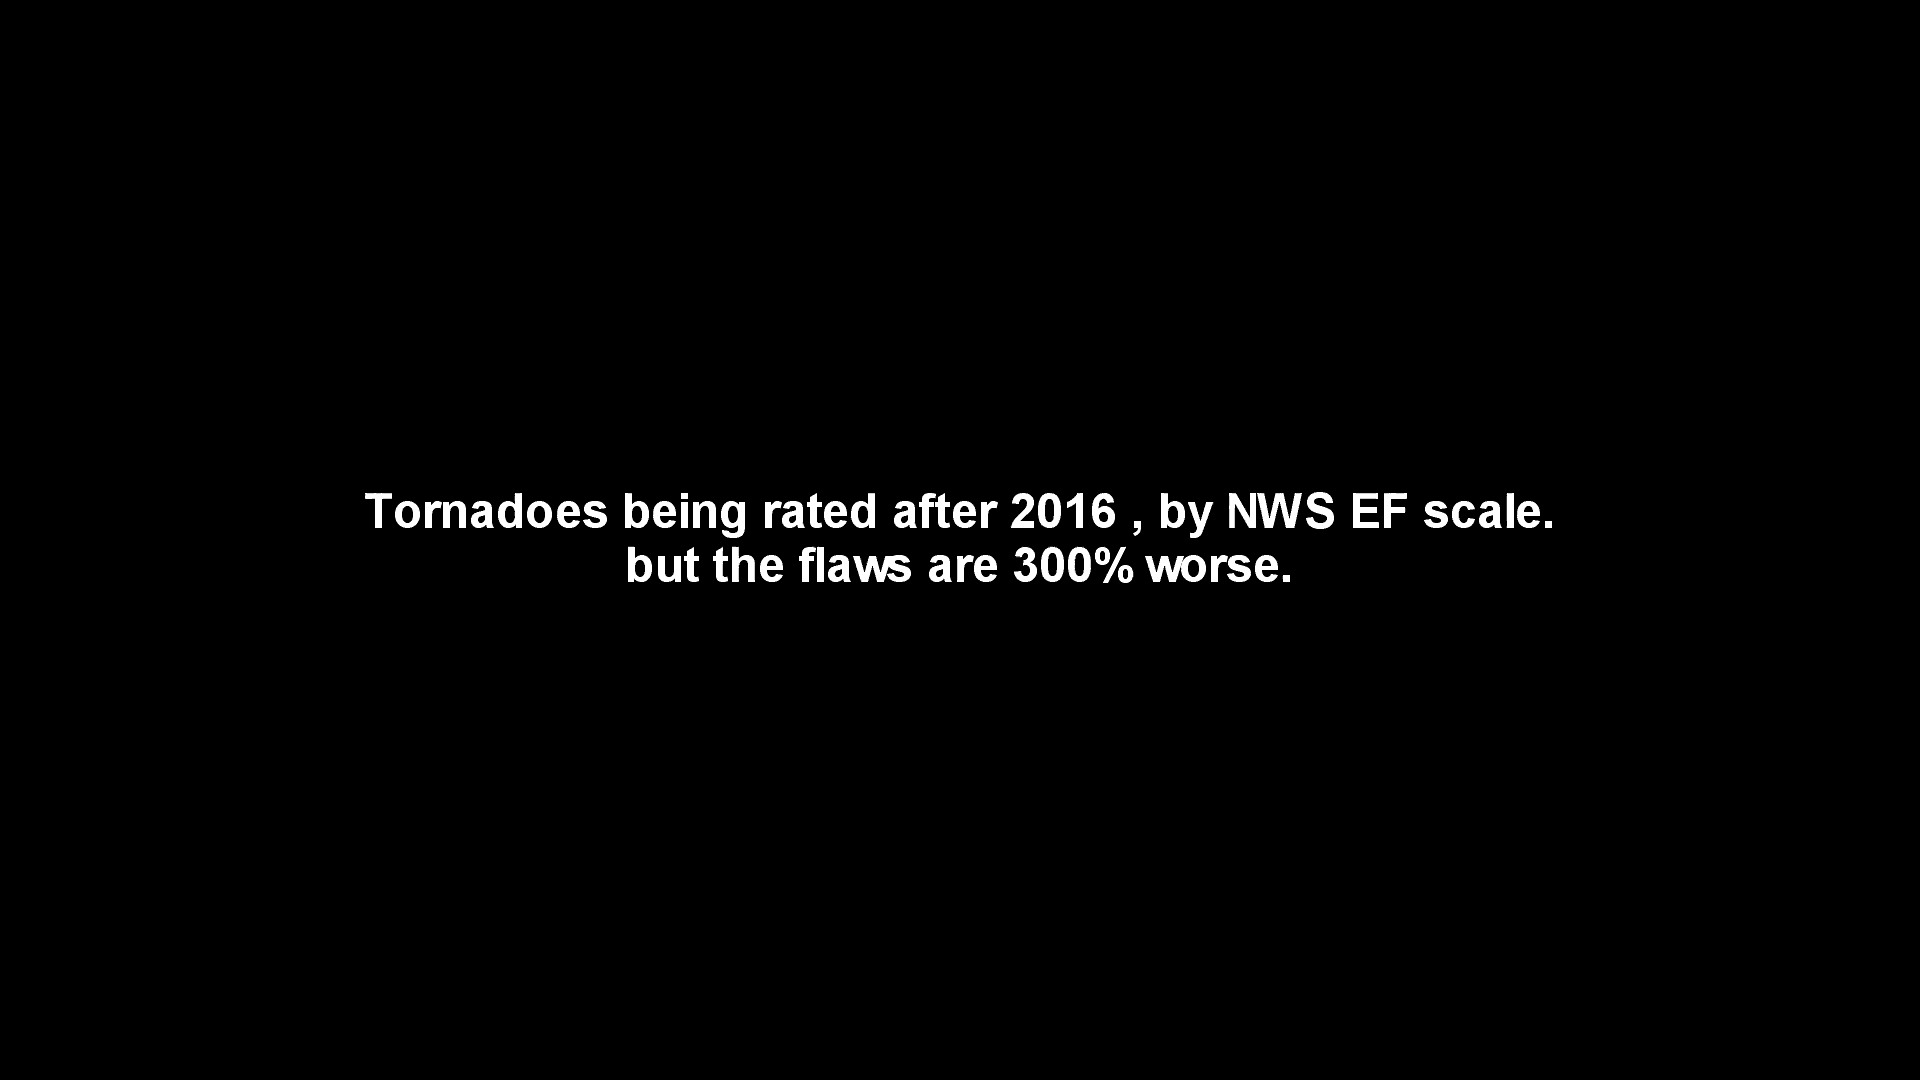 Tornadoes being rated after 2016 , by NWS EF scale.
but the flaws are 300% worse.